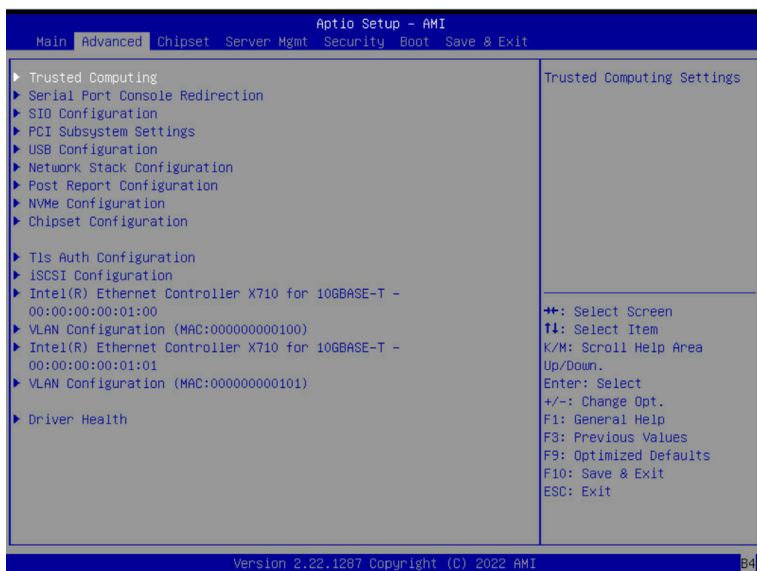 Aptio Setup - AMI
Main Advanced Chipset Server Mgmt Security Boot Save & Exit
Trusted Computing
Serial Port Console Redirection
SIO Configuration
PCI Subsystem Settings
USB Configuration
Network Stack Configuration
Post Report Configuration
NVMe Configuration
Chipset Configuration
Tls Auth Configuration
iSCSI Configuration
Intel(R) Ethernet Controller X710 for 10GBASE-T -
00:00:00:00:01:00
VLAN Configuration (MAC:000000000100)
Intel(R) Ethernet Controller X710 for 10GBASE-T -
00:00:00:00:01:01
VLAN Configuration (MAC:000000000101)
Driver Health
Trusted Computing Settings
→←: Select Screen
↑↓: Select Item
K/M: Scroll Help Area
Up/Down.
Enter: Select
+/-: Change Opt.
F1: General Help
F3: Previous Values
F9: Optimized Defaults
F10: Save & Exit
ESC: Exit
Version 2.22.1287 Copyright (C) 2022 AMI
B4